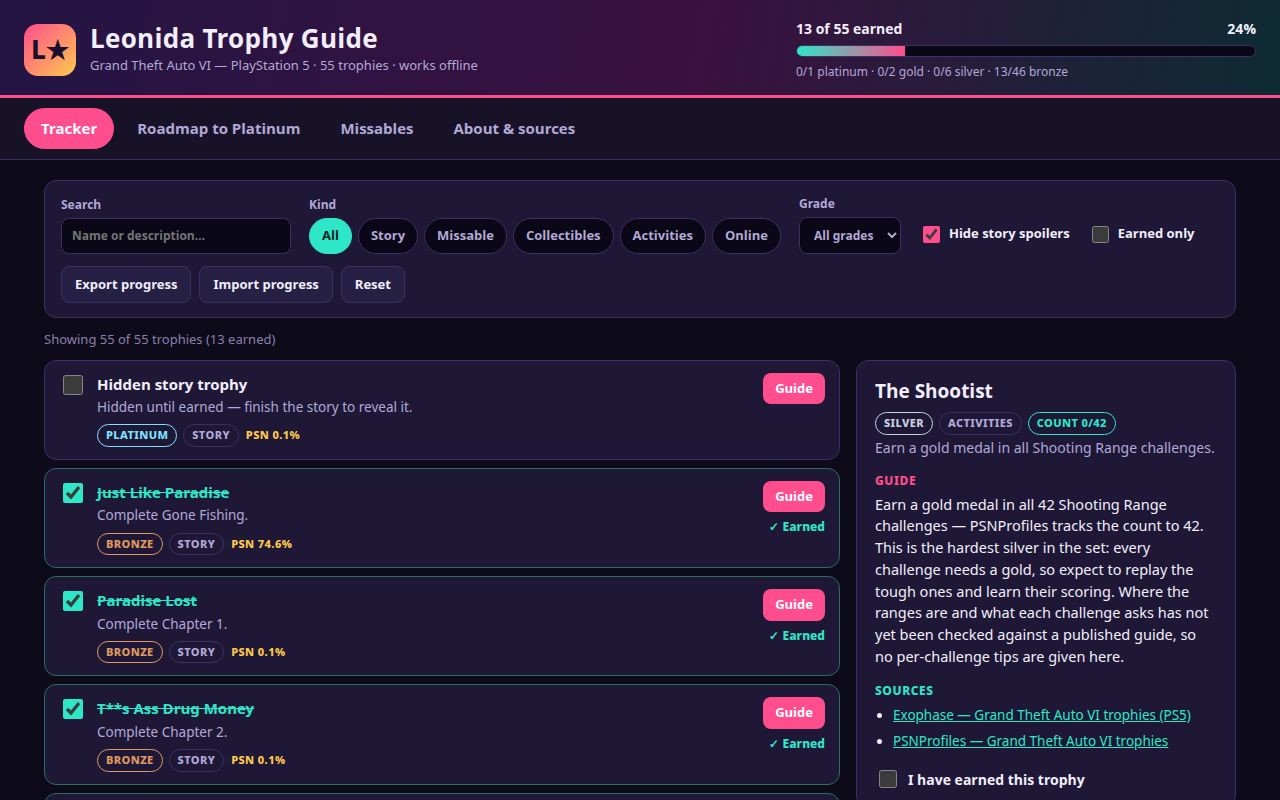 L★
Leonida Trophy Guide
Grand Theft Auto VI — PlayStation 5 · 55 trophies · works offline
13 of 55 earned
24%
0/1 platinum · 0/2 gold · 0/6 silver · 13/46 bronze
Tracker
Roadmap to Platinum
Missables
About & sources
Search
Name or description...
Kind
All
Story
Missable
Collectibles
Activities
Online
Grade
All grades
Hide story spoilers
Earned only
Export progress
Import progress
Reset
Showing 55 of 55 trophies (13 earned)
Hidden story trophy
Hidden until earned — finish the story to reveal it.
PLATINUM
STORY
PSN 0.1%
Guide
Just Like Paradise
Complete Gone Fishing.
BRONZE
STORY
PSN 74.6%
Guide
✓ Earned
Paradise Lost
Complete Chapter 1.
BRONZE
STORY
PSN 0.1%
Guide
✓ Earned
T**s Ass Drug Money
Complete Chapter 2.
BRONZE
STORY
PSN 0.1%
Guide
✓ Earned
The Shootist
SILVER
ACTIVITIES
COUNT 0/42
Earn a gold medal in all Shooting Range challenges.
GUIDE
Earn a gold medal in all 42 Shooting Range
challenges — PSNProfiles tracks the count to 42.
This is the hardest silver in the set: every
challenge needs a gold, so expect to replay the
tough ones and learn their scoring. Where the
ranges are and what each challenge asks has not
yet been checked against a published guide, so
no per-challenge tips are given here.
SOURCES
Exophase — Grand Theft Auto VI trophies (PS5)
PSNProfiles — Grand Theft Auto VI trophies
I have earned this trophy